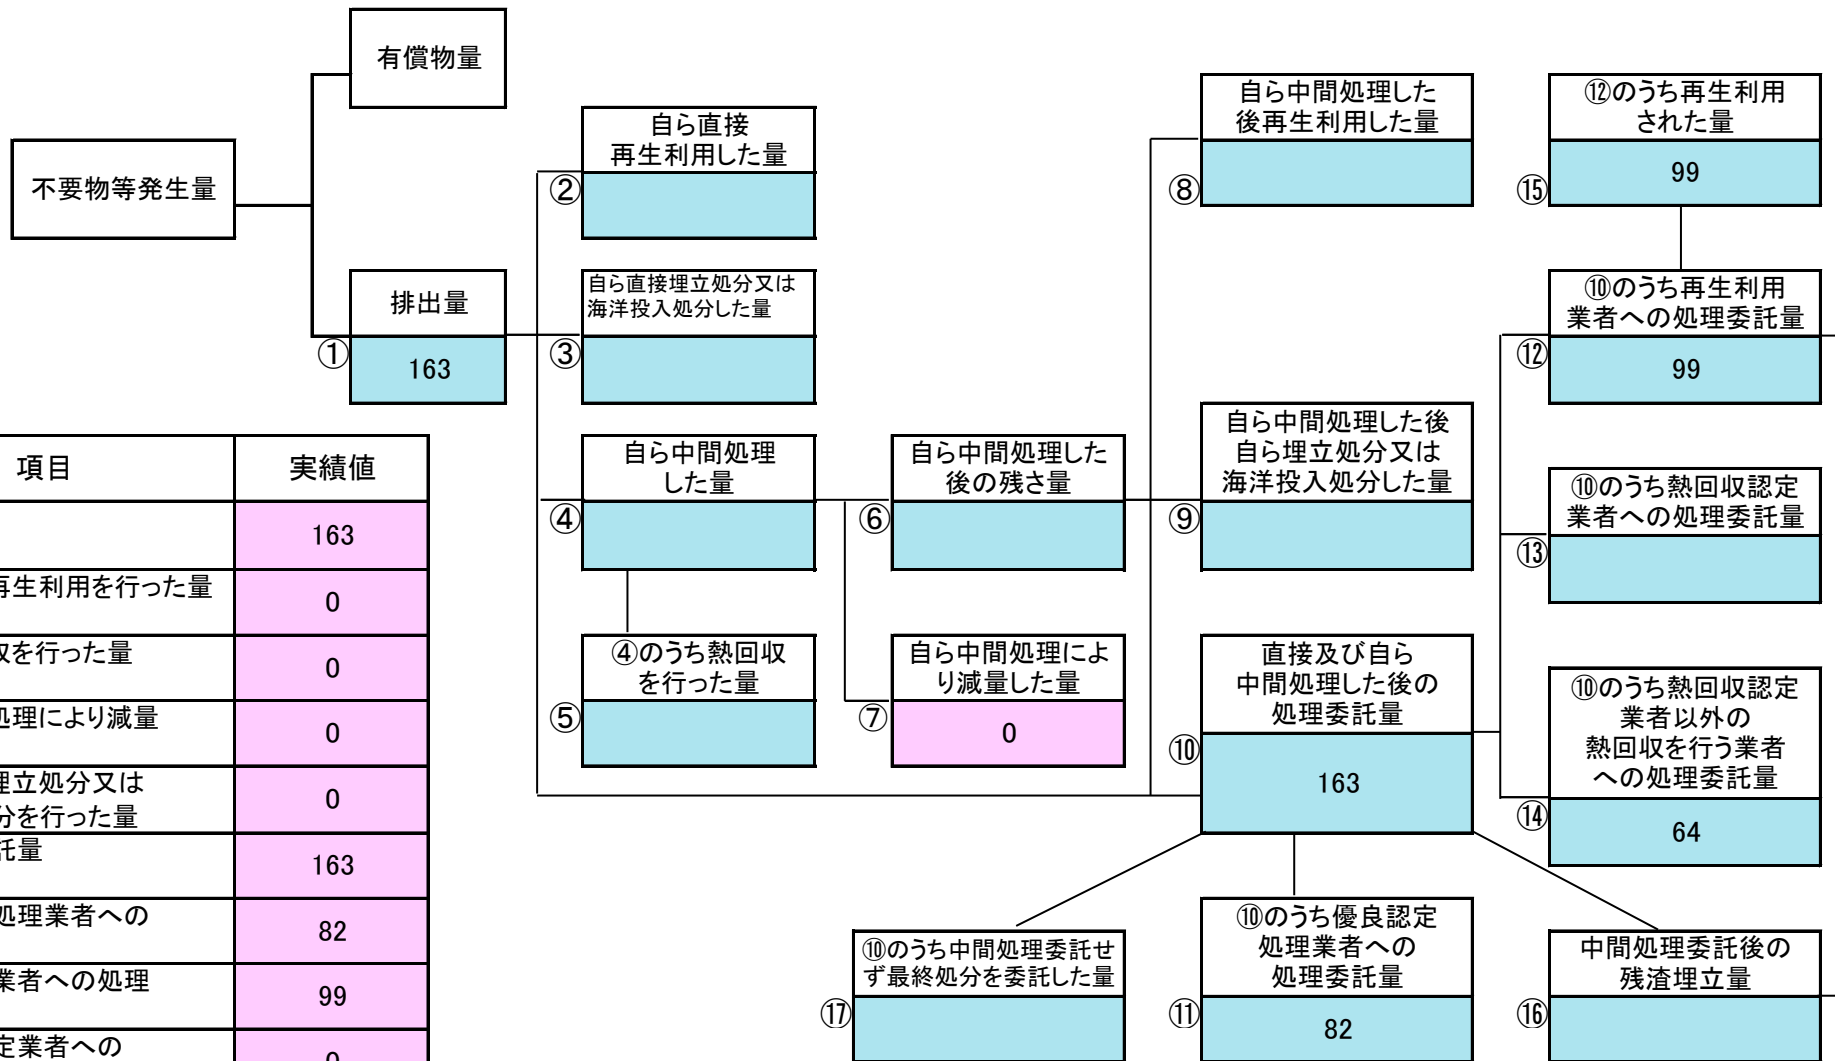 有償物量
不要物等発生量
排出量
①
163
自ら直接
再生利用した量
②
自ら直接埋立処分又は
海洋投入処分した量
③
自ら中間処理
した量
④
④のうち熱回収
を行った量
⑤
自ら中間処理した
後の残さ量
⑥
自ら中間処理によ
り減量した量
⑦
0
自ら中間処理した
後再生利用した量
⑧
自ら中間処理した後
自ら埋立処分又は
海洋投入処分した量
⑨
直接及び自ら
中間処理した後の
処理委託量
⑩
163
⑫のうち再生利用
された量
⑮
99
⑩のうち再生利用
業者への処理委託量
⑫
99
⑩のうち熱回収認定
業者への処理委託量
⑬
⑩のうち熱回収認定
業者以外の
熱回収を行う業者
への処理委託量
⑭
64
⑩のうち中間処理委託せ
ず最終処分を委託した量
⑰
⑩のうち優良認定
処理業者への
処理委託量
⑪
82
中間処理委託後の
残渣埋立量
⑯
項目 実績値
163
再生利用を行った量
0
を行った量
0
処理により減量
0
埋立処分又は
分を行った量
0
託量
163
処理業者への
82
業者への処理
99
定業者への
0